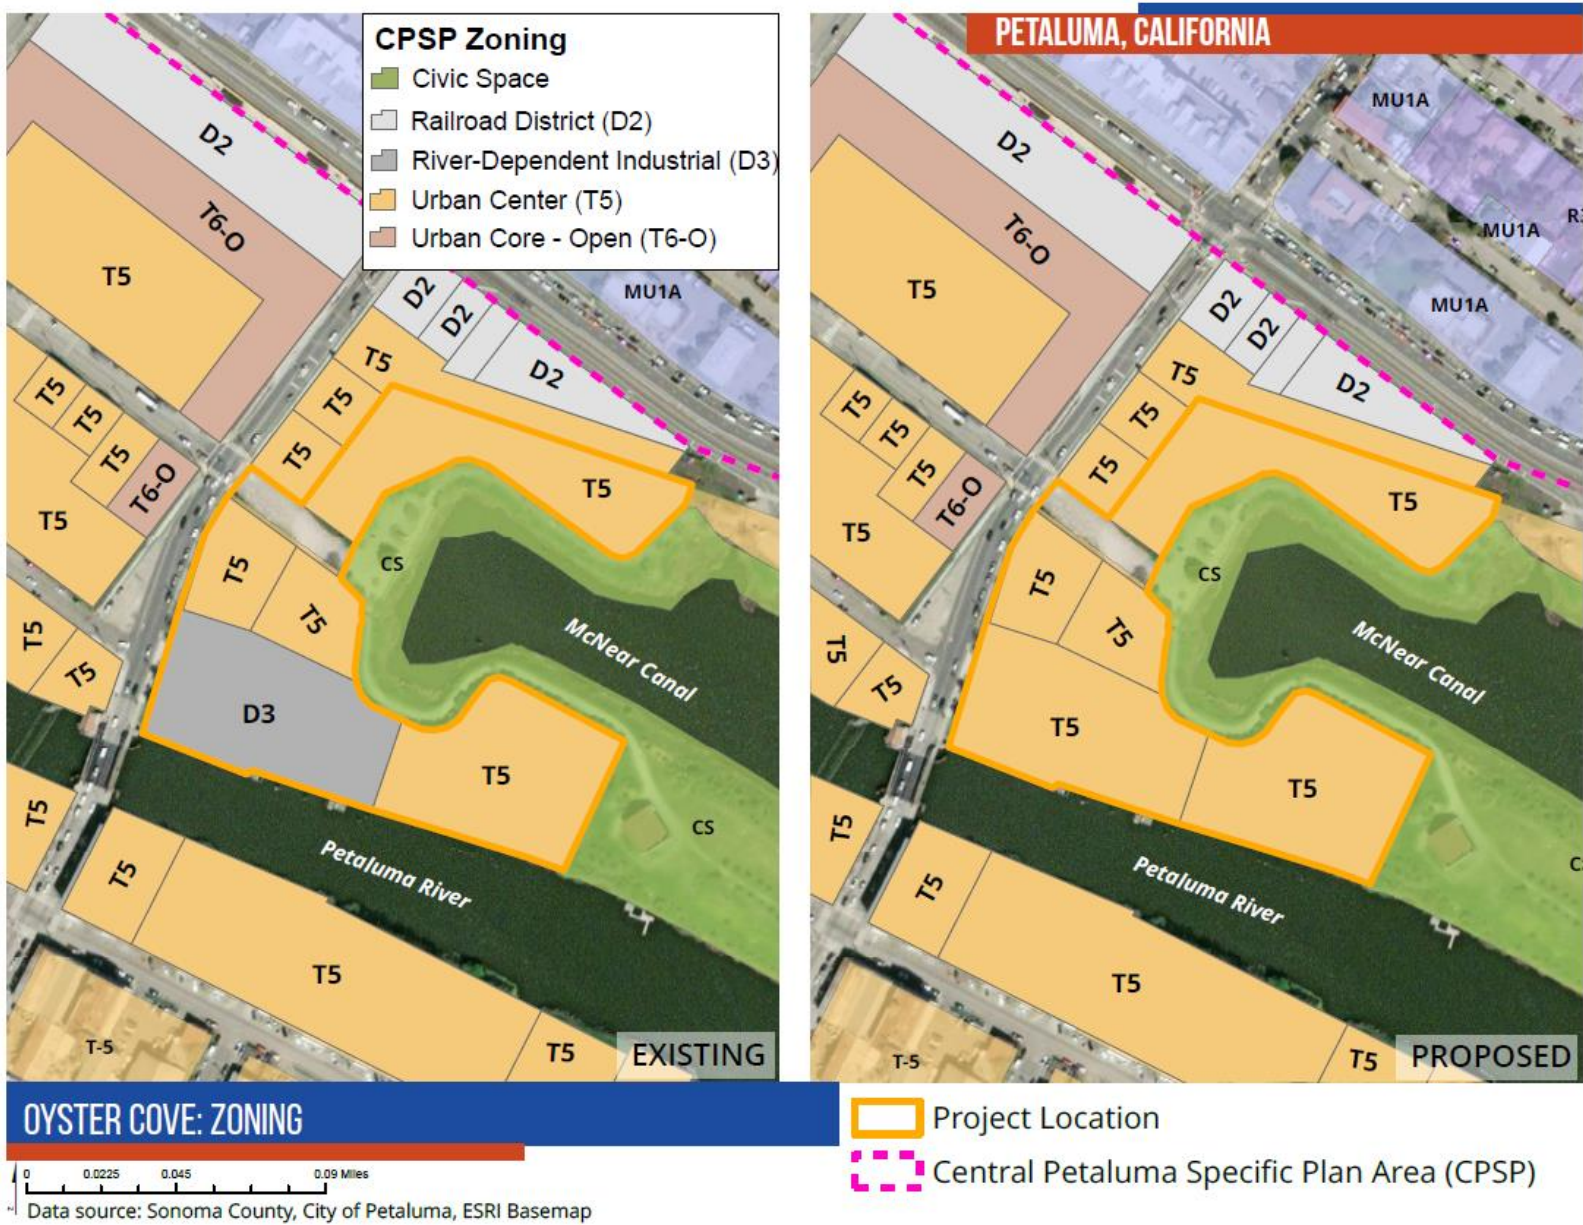 PETALUMA, CALIFORNIA
CPSP Zoning
Civic Space
Railroad District (D2)
River-Dependent Industrial (D3)
Urban Center (T5)
Urban Core - Open (T6-O)
D2
T6-O
T5
D2
D2
D2
MU1A
T5
T5
T5
T5
T5
T5
T6-O
T5
T5
CS
T5
T5
T5
T5
D3
T5
McNear Canal
CS
Petaluma River
T5
T5
T5
T-5
T5
EXISTING
MU1A
MU1A
MU1A
D2
T6-O
T5
D2
D2
D2
T5
T5
T5
T5
T5
T5
T6-O
T5
T5
CS
T5
T5
T5
T5
T5
T5
McNear Canal
Petaluma River
T5
T5
T5
T-5
T5
PROPOSED
OYSTER COVE: ZONING
Project Location
Central Petaluma Specific Plan Area (CPSP)
0 0.0225 0.045 0.09 Miles
Data source: Sonoma County, City of Petaluma, ESRI Basemap